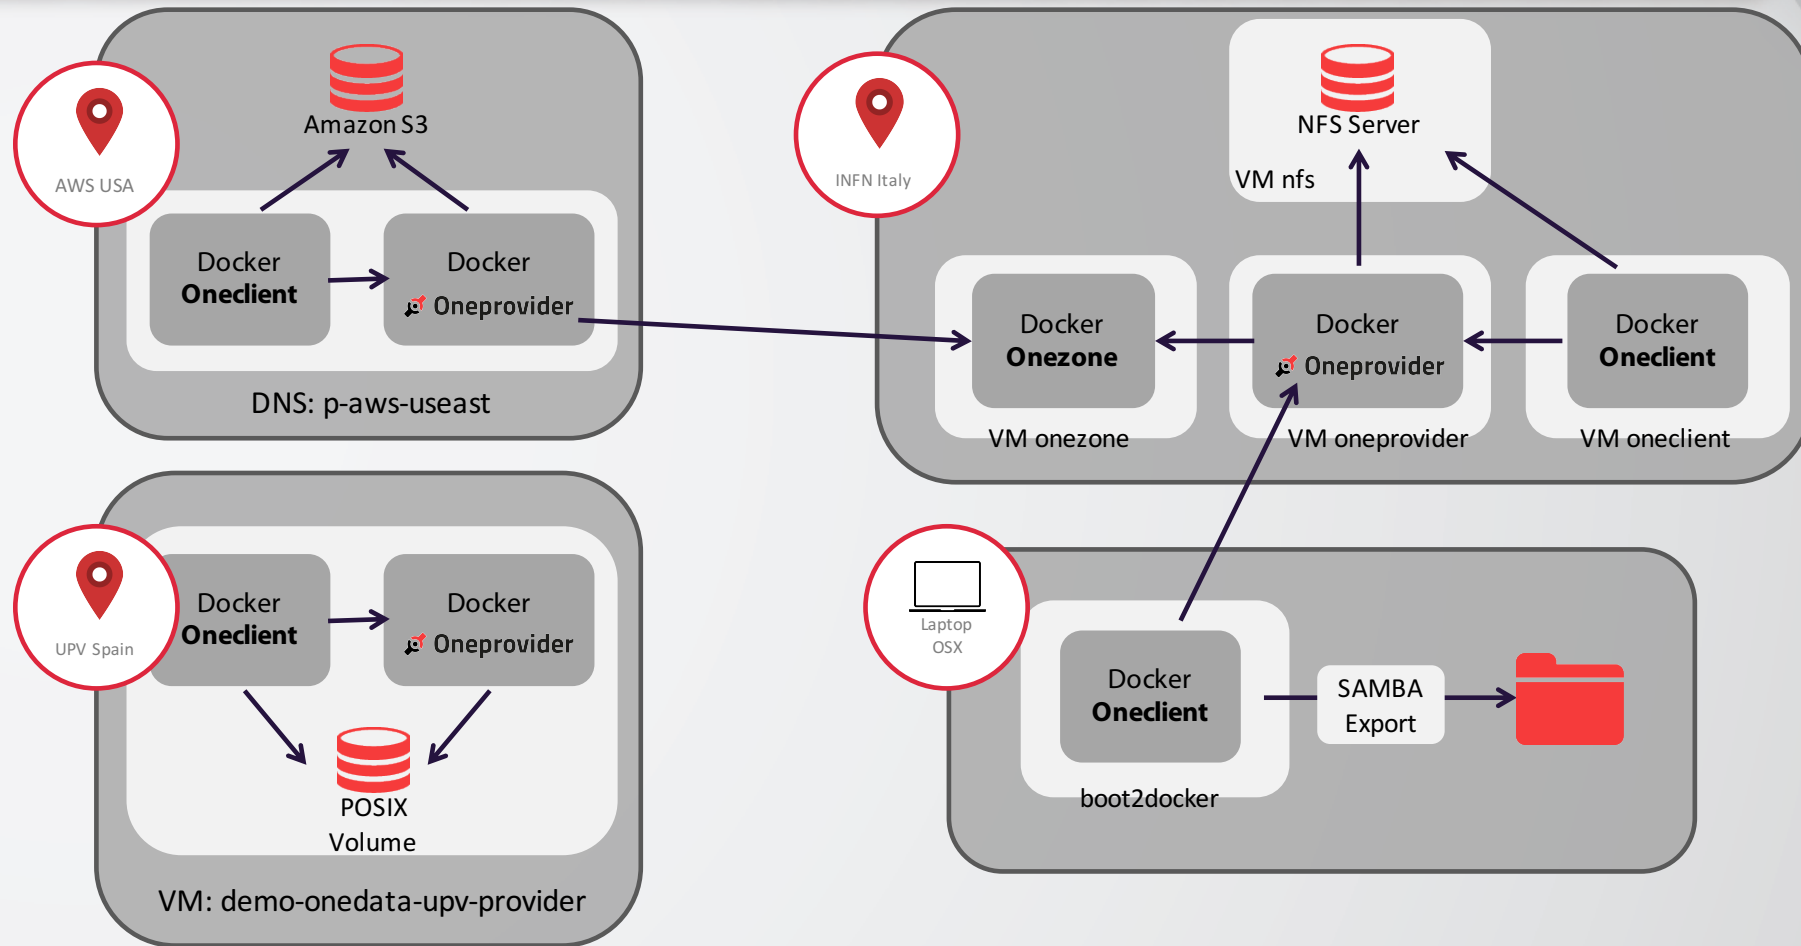 AWS USA
Amazon S3
Docker
Oneclient
Docker
Oneprovider
DNS: p-aws-useast
INFN Italy
NFS Server
VM nfs
Docker
Onezone
VM onezone
Docker
Oneprovider
VM oneprovider
Docker
Oneclient
VM oneclient
UPV Spain
Docker
Oneclient
Docker
Oneprovider
POSIX
Volume
VM: demo-onedata-upv-provider
Laptop
OSX
Docker
Oneclient
boot2docker
SAMBA
Export